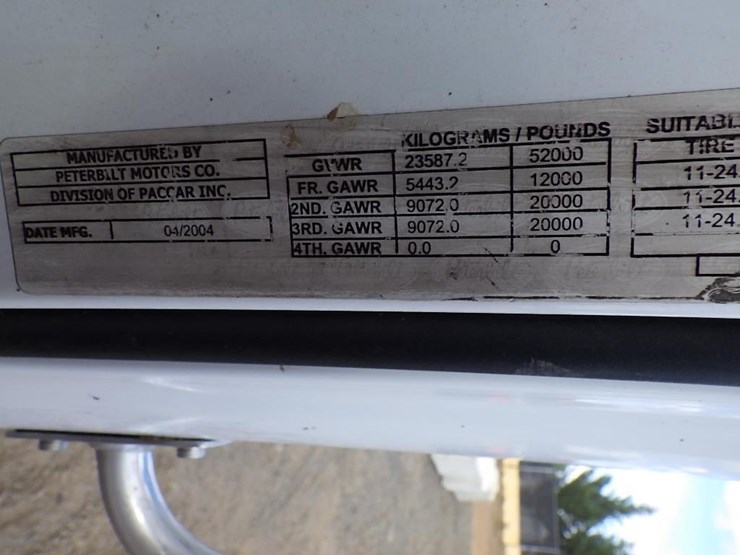 MANUFACTURED BY
PETERBILT MOTORS CO.
DIVISION OF PACCAR INC.
DATE MFG. 04/2004
KILOGRAMS / POUNDS
GVWR 23587.2 52000
FR. GAWR 5443.2 12000
2ND. GAWR 9072.0 20000
3RD. GAWR 9072.0 20000
4TH. GAWR 0.0 0
SUITABL
TIRE
11-24.
11-24.
11-24.